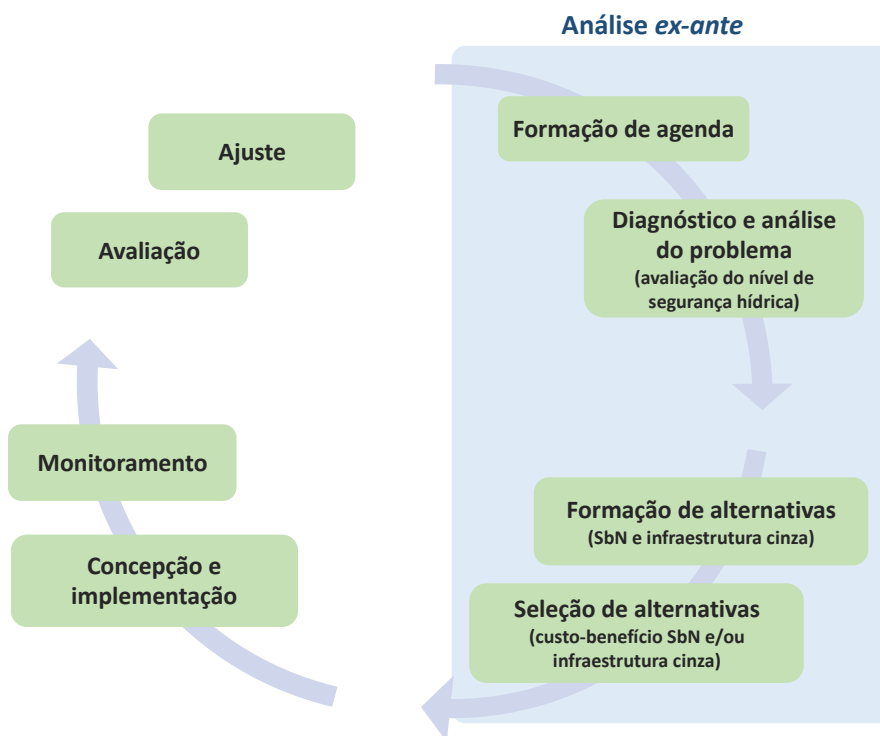 Análise ex-ante
Formação de agenda
Diagnóstico e análise
do problema
(avaliação do nível de
segurança hídrica)
Formação de alternativas
(SbN e infraestrutura cinza)
Seleção de alternativas
(custo-benefício SbN e/ou
infraestrutura cinza)
Concepção e
implementação
Monitoramento
Avaliação
Ajuste